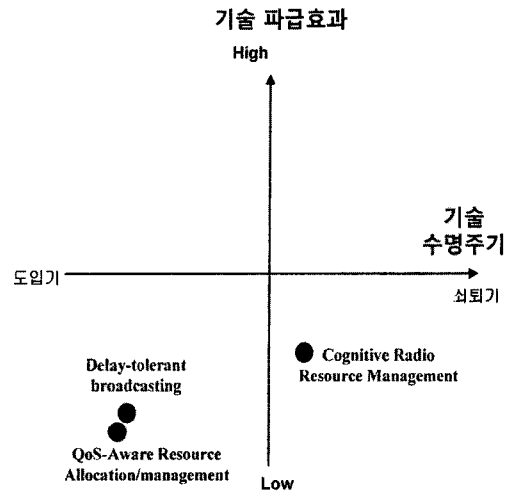 기술 파급효과
High
기술
수명주기
도입기
쇠퇴기
Cognitive Radio
Resource Management
Delay-tolerant
broadcasting
QoS-Aware Resource
Allocation/management
Low